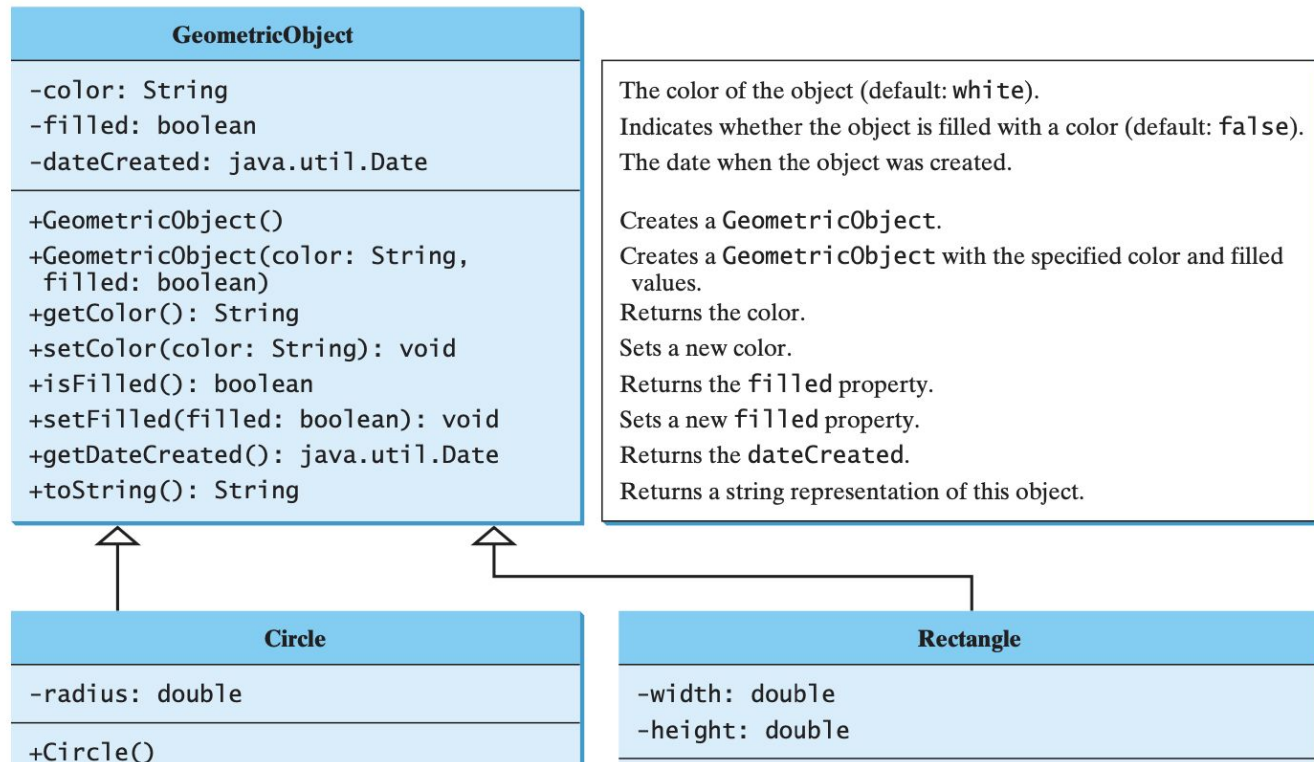 GeometricObject
-color: String
-filled: boolean
-dateCreated: java.util.Date
+GeometricObject()
+GeometricObject(color: String,
filled: boolean)
+getColor(): String
+setColor(color: String): void
+isFilled(): boolean
+setFilled(filled: boolean): void
+getDateCreated(): java.util.Date
+toString(): String
The color of the object (default: white).
Indicates whether the object is filled with a color (default: false).
The date when the object was created.
Creates a GeometricObject.
Creates a GeometricObject with the specified color and filled
values.
Returns the color.
Sets a new color.
Returns the filled property.
Sets a new filled property.
Returns the dateCreated.
Returns a string representation of this object.
Circle
-radius: double
+Circle()
Rectangle
-width: double
-height: double